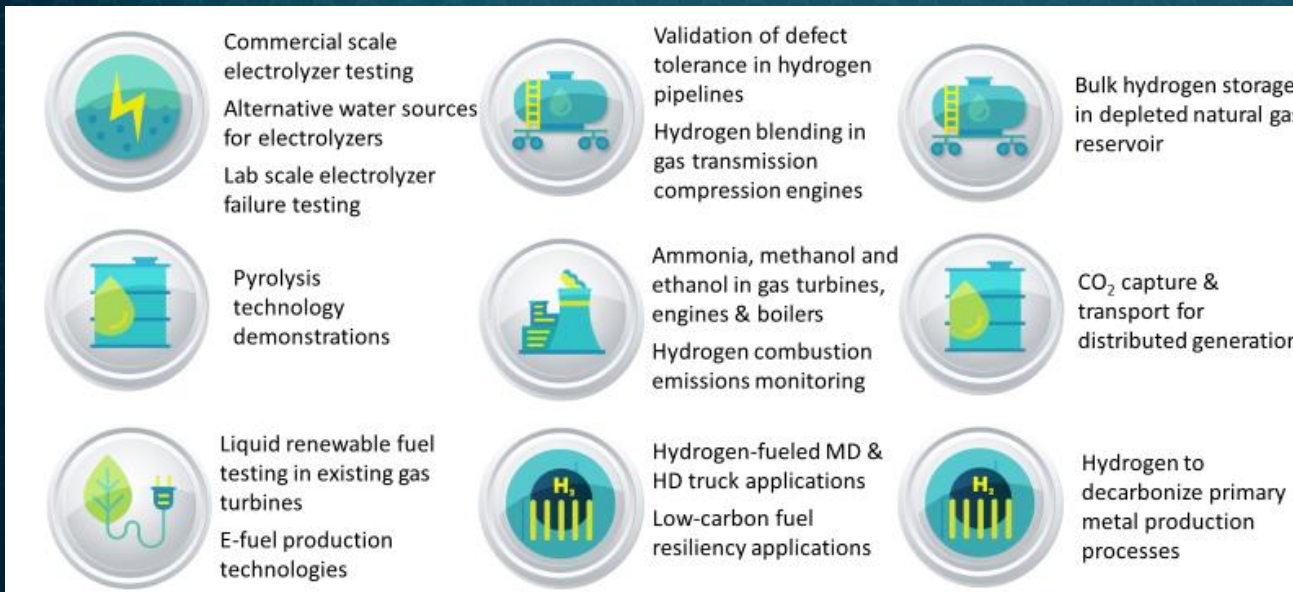 Commercial scale
electrolyzer testing
Alternative water sources
for electrolyzers
Lab scale electrolyzer
failure testing
Validation of defect
tolerance in hydrogen
pipelines
Hydrogen blending in
gas transmission
compression engines
Bulk hydrogen storage
in depleted natural gas
reservoir
Pyrolysis
technology
demonstrations
Ammonia, methanol and
ethanol in gas turbines,
engines & boilers
Hydrogen combustion
emissions monitoring
CO₂ capture &
transport for
distributed generation
Liquid renewable fuel
testing in existing gas
turbines
E-fuel production
technologies
H₂
Hydrogen-fueled MD &
HD truck applications
Low-carbon fuel
resiliency applications
H₂
Hydrogen to
decarbonize primary
metal production
processes